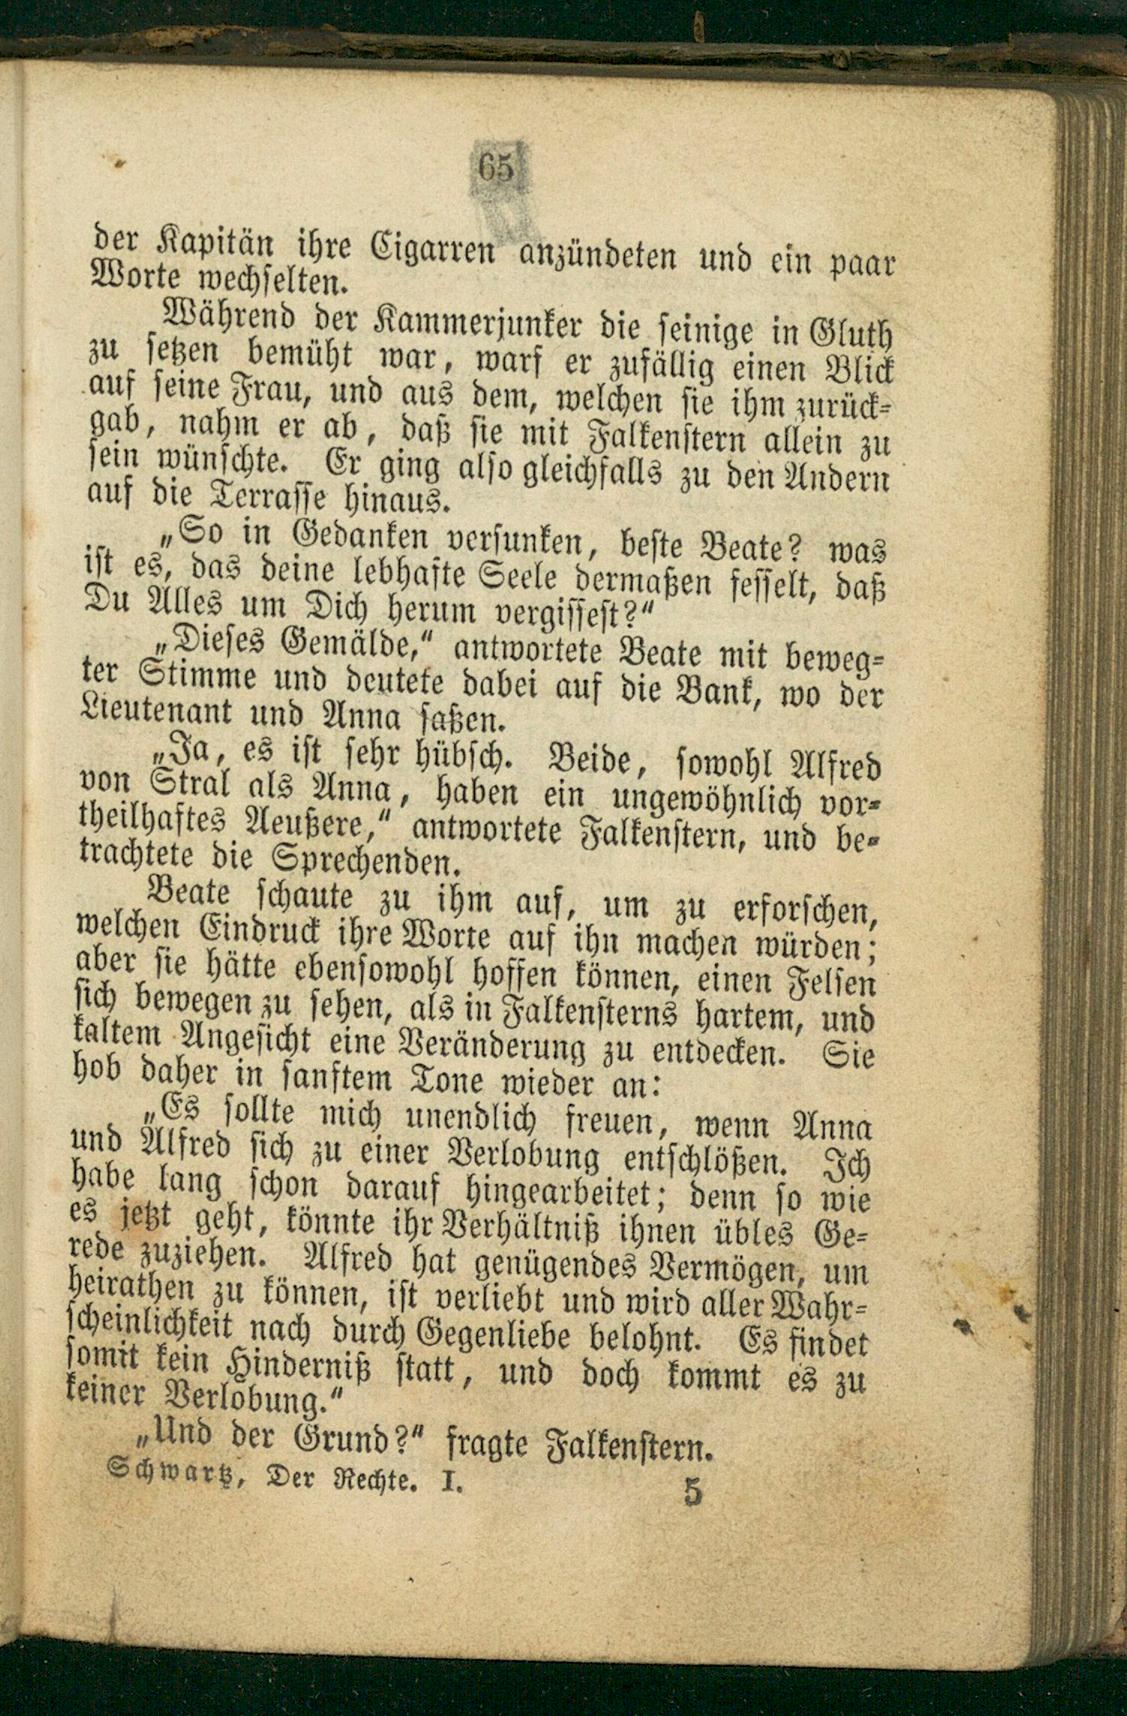 65
der Kapitän ihre Cigarren anzündeten und ein paar
Worte wechselten.
Während der Kammerjunker die seinige in Gluth
zu setzen bemüht war, warf er zufällig einen Blick
auf seine Frau, und aus dem, welchen sie ihm zurück-
gab, nahm er ab, daß sie mit Falkenstern allein zu
sein wünschte. Er ging also gleichfalls zu den Andern
auf die Terrasse hinaus.
„So in Gedanken versunken, beste Beate? was
ist es, das deine lebhafte Seele dermaßen fesselt, daß
Du Alles um Dich herum vergissest?“
„Dieses Gemälde,“ antwortete Beate mit beweg-
ter Stimme und deutete dabei auf die Bank, wo der
Lieutenant und Anna saßen.
„Ja, es ist sehr hübsch. Beide, sowohl Alfred
von Stral als Anna, haben ein ungewöhnlich vor-
theilhaftes Aeußere,“ antwortete Falkenstern, und be-
trachtete die Sprechenden.
Beate schaute zu ihm auf, um zu erforschen,
welchen Eindruck ihre Worte auf ihn machen würden;
aber sie hätte ebensowohl hoffen können, einen Felsen
sich bewegen zu sehen, als in Falkensterns hartem, und
kaltem Angesicht eine Veränderung zu entdecken. Sie
hob daher in sanftem Tone wieder an:
„Es sollte mich unendlich freuen, wenn Anna
und Alfred sich zu einer Verlobung entschlößen. Ich
habe lang schon darauf hingearbeitet; denn so wie
es jetzt geht, könnte ihr Verhältniß ihnen übles Ge-
rede zuziehen. Alfred hat genügendes Vermögen, um
heirathen zu können, ist verliebt und wird aller Wahr-
scheinlichkeit nach durch Gegenliebe belohnt. Es findet
somit kein Hinderniß statt, und doch kommt es zu
keiner Verlobung.“
„Und der Grund?“ fragte Falkenstern.
Schwartz, Der Rechte. I. 5